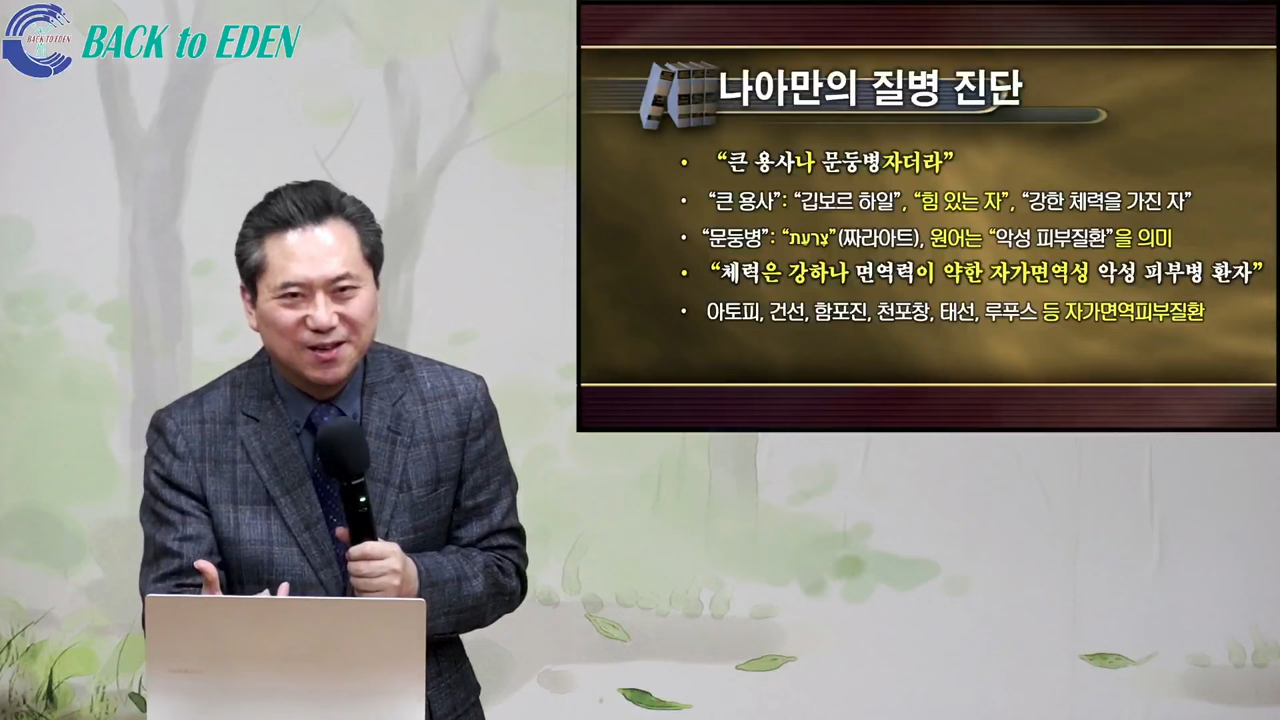 BACK TO EDEN
BACK to EDEN
나아만의 질병 진단
• “큰 용사나 문둥병자더라”
• “큰 용사”: “깁보르 하일”, “힘 있는 자”, “강한 체력을 가진 자”
• “문둥병”: “צָרַעַת”(짜라아트), 원어는 “악성 피부질환”을 의미
• “체력은 강하나 면역력이 약한 자가면역성 악성 피부병 환자”
• 아토피, 건선, 함포진, 천포창, 태선, 루푸스 등 자가면역피부질환